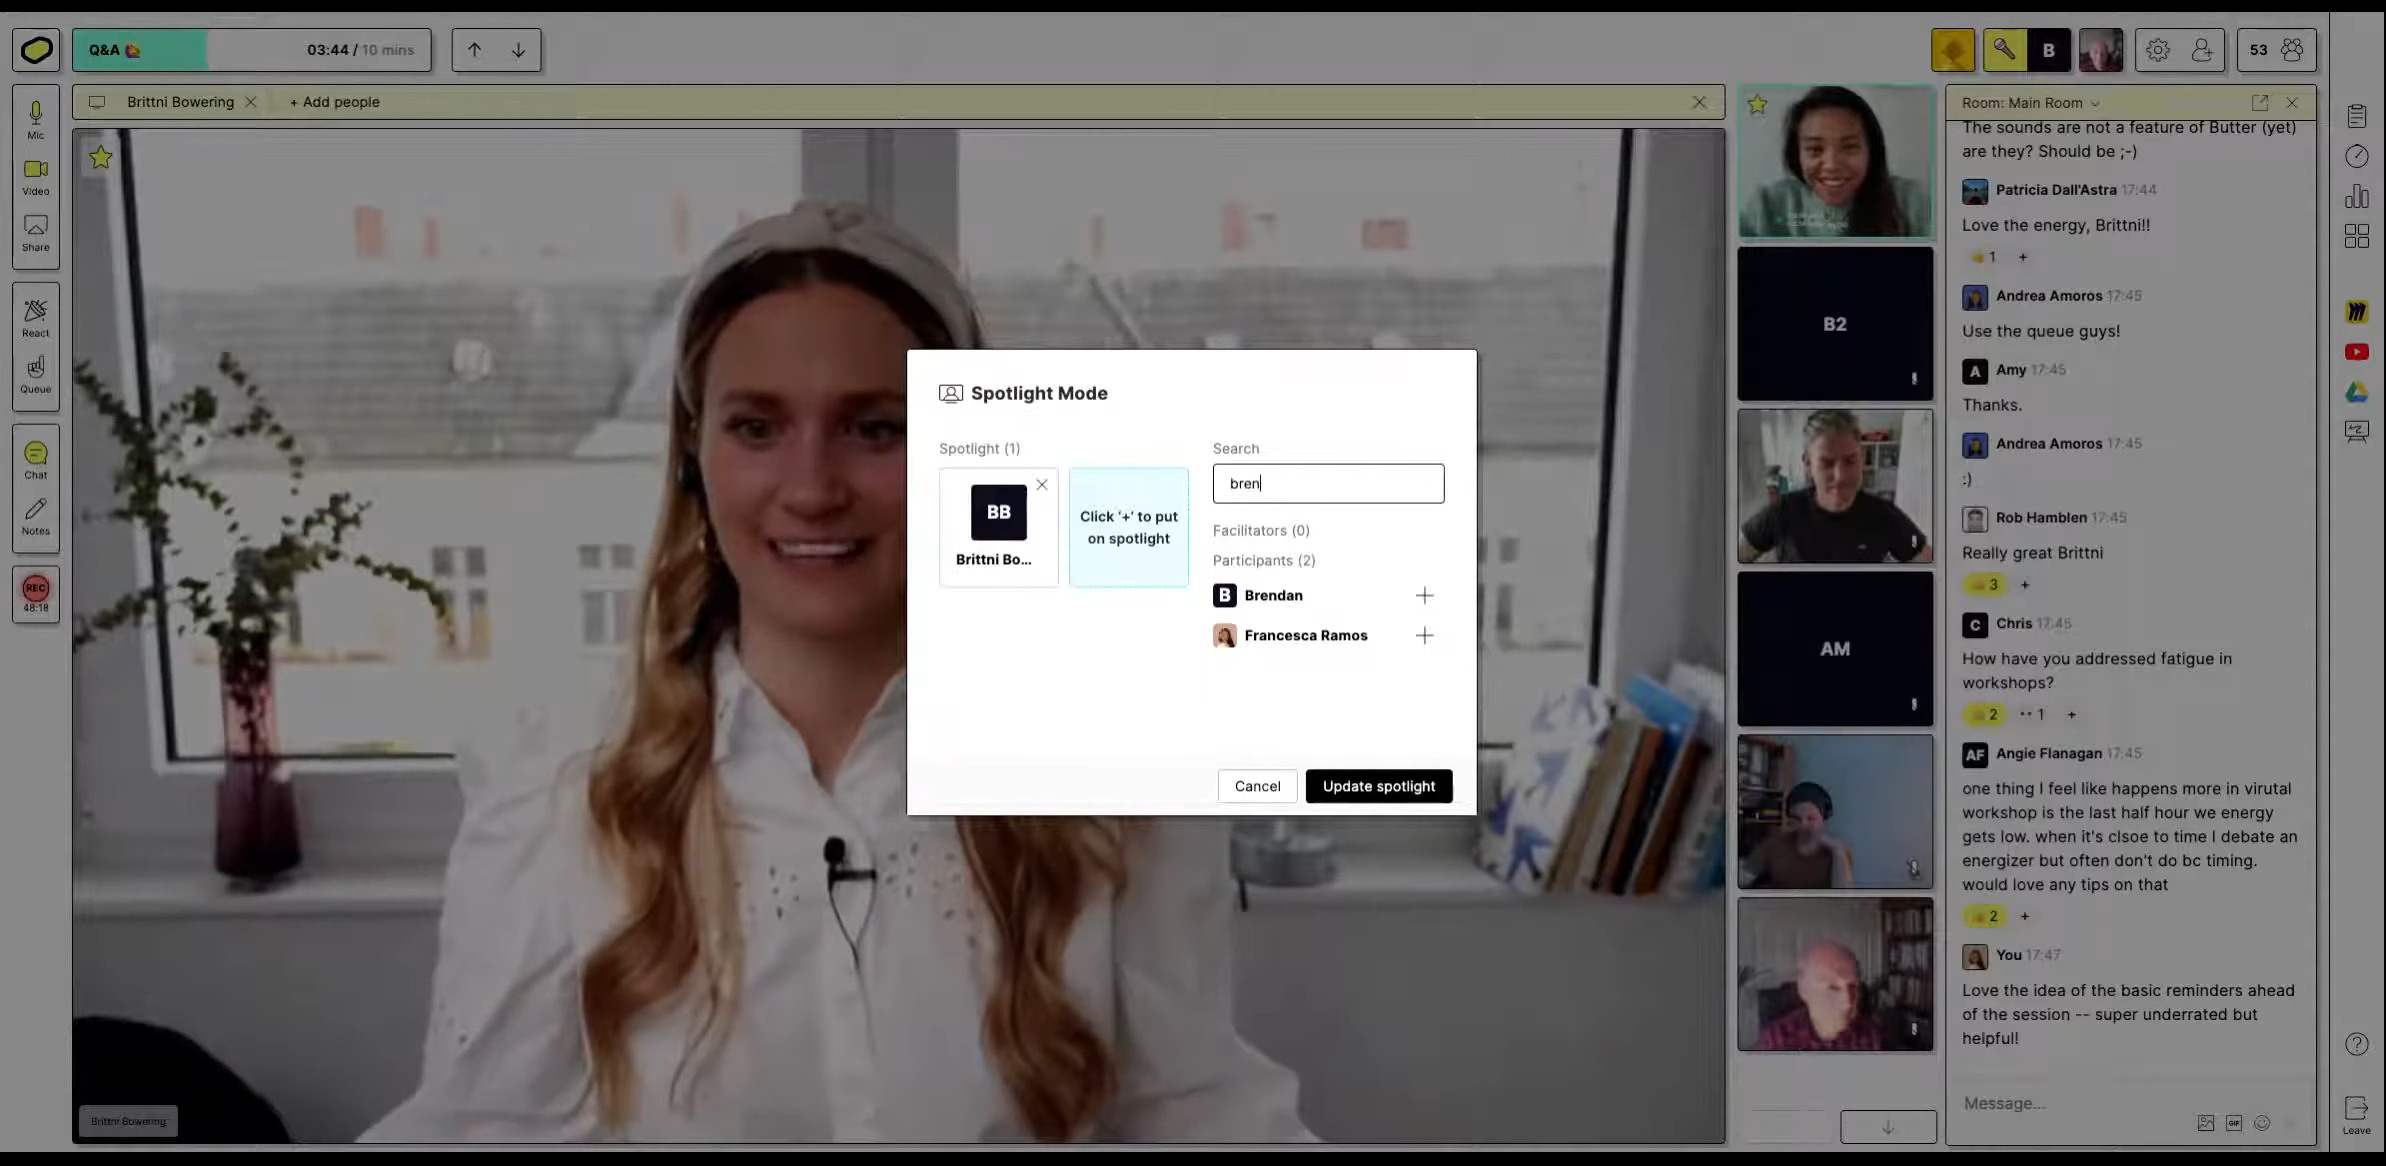 Q&A 03:44 / 10 mins
B
53
Brittni Bowering
+ Add people
Room: Main Room
Mic
Video
Share
React
Queue
Chat
Notes
REC
48:18
Brittni Bowering
Spotlight Mode
Spotlight (1)
BB
Brittni Bo...
Click '+' to put
on spotlight
Search
bren
Facilitators (0)
Participants (2)
B Brendan
Francesca Ramos
Cancel
Update spotlight
B2
AM
The sounds are not a feature of Butter (yet)
are they? Should be ;-)
Patricia Dall'Astra 17:44
Love the energy, Brittni!!
1 +
Andrea Amoros 17:45
Use the queue guys!
A Amy 17:45
Thanks.
Andrea Amoros 17:45
:)
Rob Hamblen 17:45
Really great Brittni
3 +
C Chris 17:45
How have you addressed fatigue in
workshops?
2 1 +
AF Angie Flanagan 17:45
one thing I feel like happens more in virutal
workshop is the last half hour we energy
gets low. when it's clsoe to time I debate an
energizer but often don't do bc timing.
would love any tips on that
2 +
You 17:47
Love the idea of the basic reminders ahead
of the session -- super underrated but
helpful!
Message...
GIF
Leave